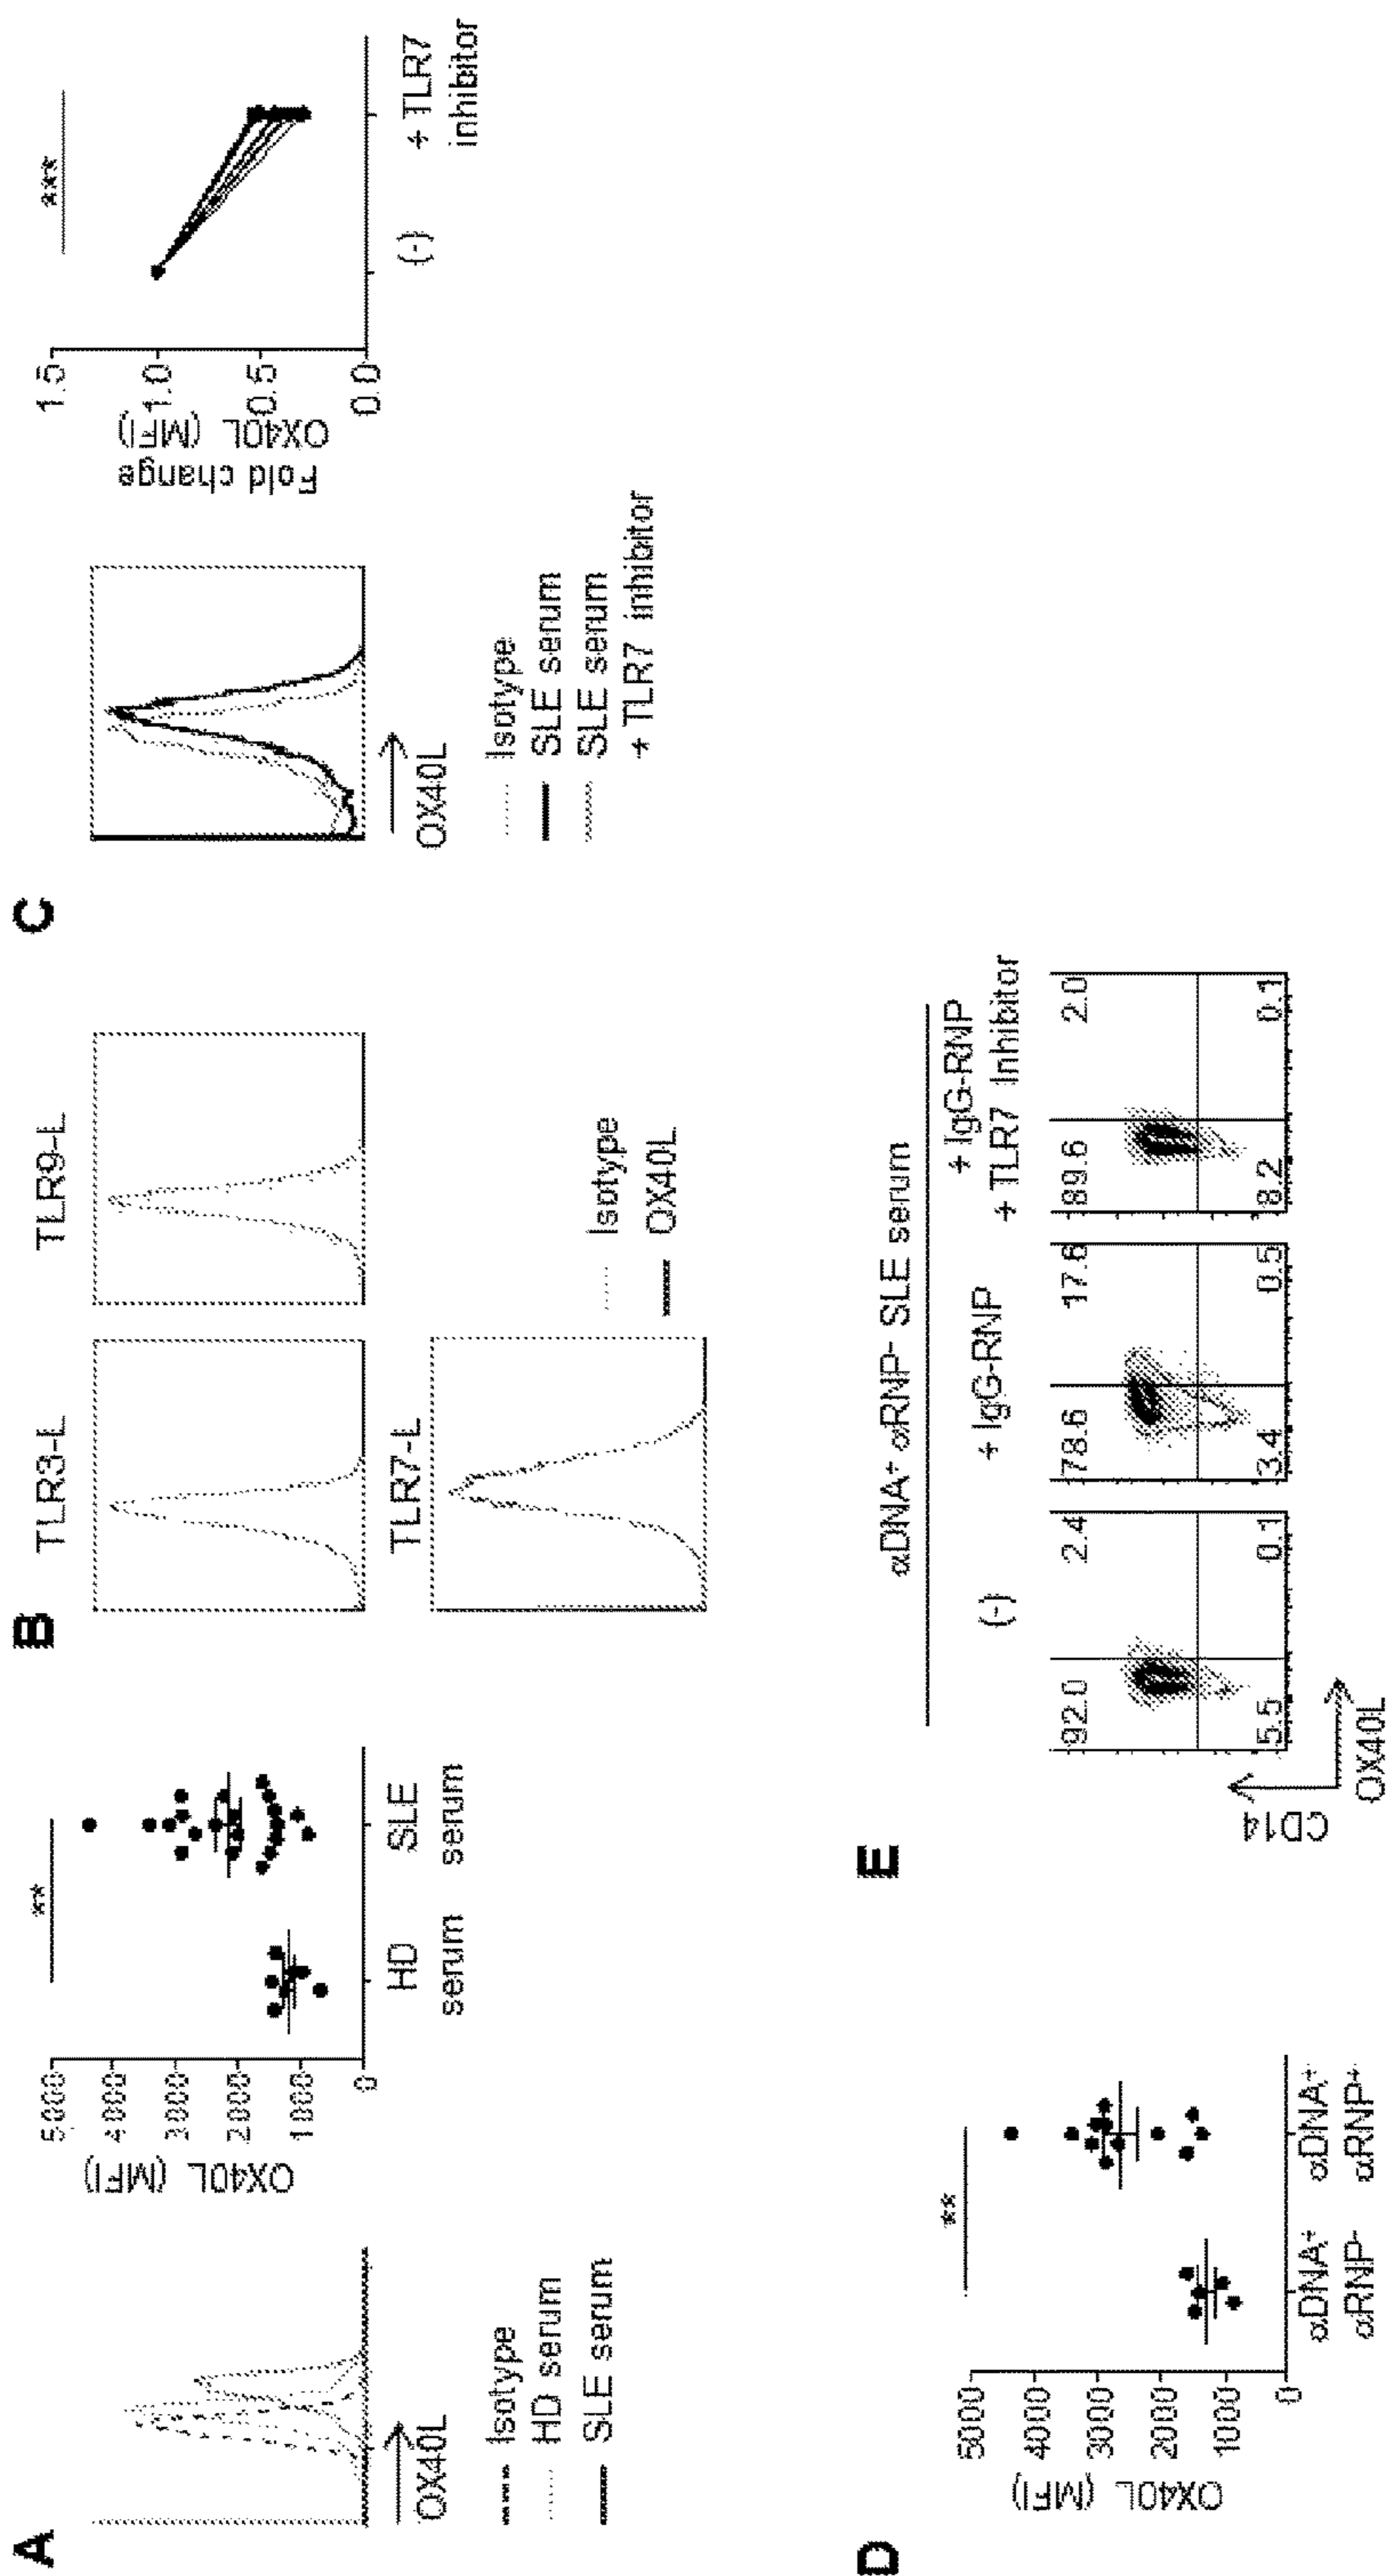 A
OX40L
Isotype
HD serum
SLE serum
OX40L (MFI)
5000
4000
3000
2000
1000
0
**
HD
serum
SLE
serum
B
TLR3-L
TLR9-L
TLR7-L
Isotype
OX40L
C
OX40L
Isotype
SLE serum
SLE serum
+ TLR7 inhibitor
Fold change
OX40L (MFI)
1.5
1.0
0.5
0.0
***
(-)
+ TLR7
inhibitor
D
OX40L (MFI)
5000
4000
3000
2000
1000
0
**
αDNA+
αRNP-
αDNA+
αRNP+
E
αDNA+ αRNP- SLE serum
(-)
+ IgG-RNP
+ IgG-RNP
+ TLR7 Inhibitor
92.0 2.4
5.5 0.1
78.6 17.6
3.4 0.5
89.6 2.0
8.2 0.1
CD14
OX40L